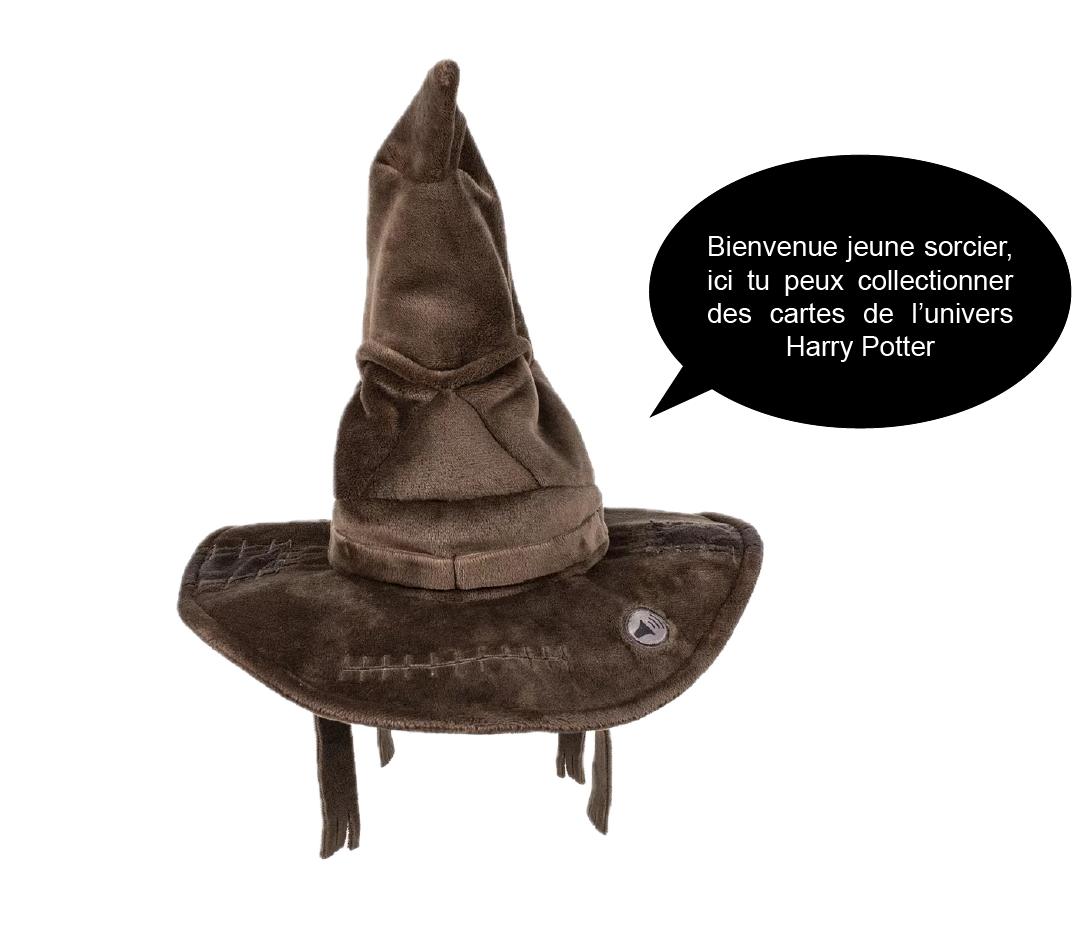 Bienvenue jeune sorcier,
ici tu peux collectionner
des cartes de l’univers
Harry Potter